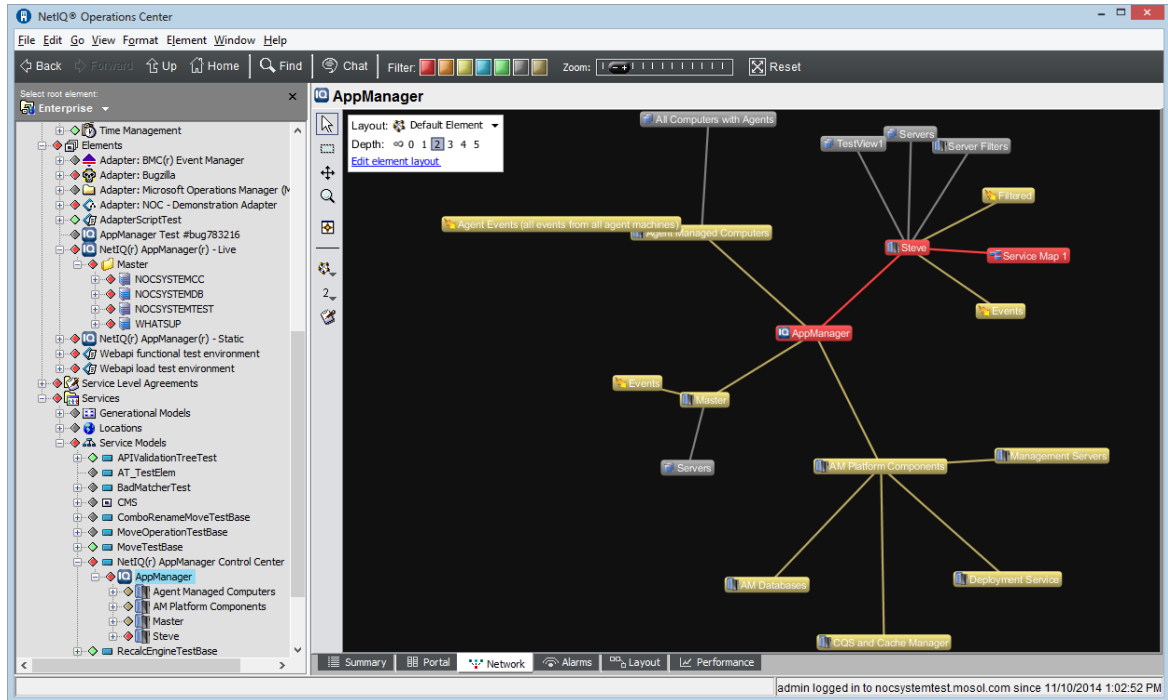 NetIQ® Operations Center
File Edit Go View Format Element Window Help
Back Forward Up Home Find Chat Filter: Zoom: Reset
Select root element:
Enterprise
Time Management
Elements
Adapter: BMC(r) Event Manager
Adapter: Bugzilla
Adapter: Microsoft Operations Manager (M
Adapter: NOC - Demonstration Adapter
AdapterScriptTest
AppManager Test #bug783216
NetIQ(r) AppManager(r) - Live
Master
NOCSYSTEMCC
NOCSYSTEMDB
NOCSYSTEMTEST
WHATSUP
NetIQ(r) AppManager(r) - Static
Webapi functional test environment
Webapi load test environment
Service Level Agreements
Services
Generational Models
Locations
Service Models
APIValidationTreeTest
AT_TestElem
BadMatcherTest
CMS
ComboRenameMoveTestBase
MoveOperationTestBase
MoveTestBase
NetIQ(r) AppManager Control Center
AppManager
Agent Managed Computers
AM Platform Components
Master
Steve
RecalcEngineTestBase
AppManager
Layout: Default Element
Depth: ∞ 0 1 2 3 4 5
Edit element layout
2
All Computers with Agents
TestView1
Servers
Server Filters
Filtered
Agent Events (all events from all agent machines)
Agent Managed Computers
Steve
Service Map 1
Events
AppManager
Events
Master
Servers
AM Platform Components
Management Servers
AM Databases
Deployment Service
CQS and Cache Manager
Summary Portal Network Alarms Layout Performance
admin logged in to nocsystemtest.mosol.com since 11/10/2014 1:02:52 PM